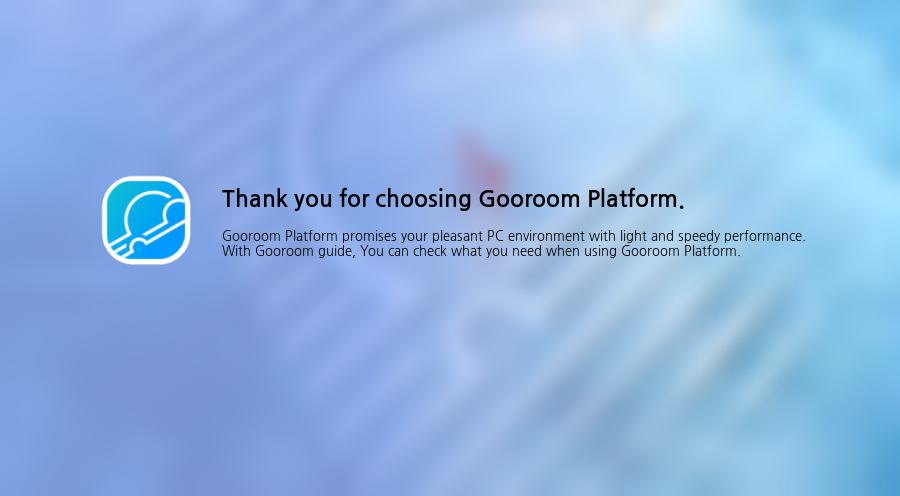 Thank you for choosing Gooroom Platform.
Gooroom Platform promises your pleasant PC environment with light and speedy performance.
With Gooroom guide, You can check what you need when using Gooroom Platform.